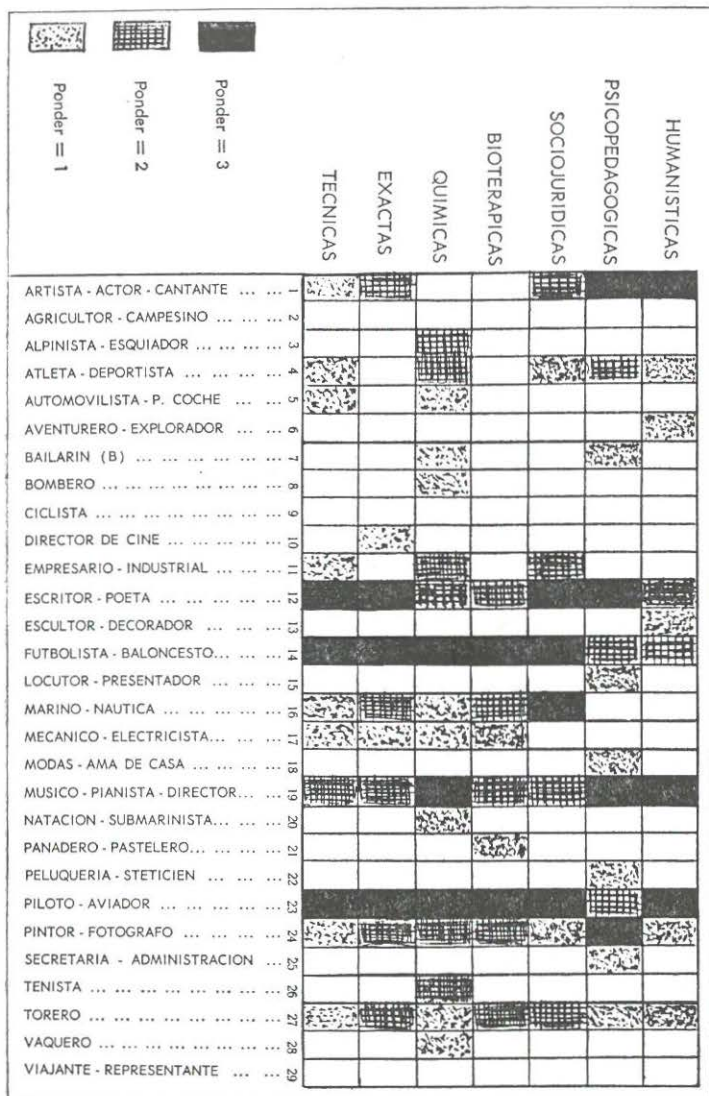 Ponder = 1
Ponder = 2
Ponder = 3
TECNICAS
EXACTAS
QUIMICAS
BIOTERAPICAS
SOCIOJURIDICAS
PSICOPEDAGOGICAS
HUMANISTICAS
ARTISTA - ACTOR - CANTANTE ... ... 1
AGRICULTOR - CAMPESINO ... ... ... 2
ALPINISTA - ESQUIADOR ... ... ... 3
ATLETA - DEPORTISTA ... ... ... ... 4
AUTOMOVILISTA - P. COCHE ... ... ... 5
AVENTURERO - EXPLORADOR ... ... 6
BAILARIN (B) ... ... ... ... ... ... 7
BOMBERO ... ... ... ... ... ... ... 8
CICLISTA ... ... ... ... ... ... ... 9
DIRECTOR DE CINE ... ... ... ... ... 10
EMPRESARIO - INDUSTRIAL ... ... ... 11
ESCRITOR - POETA ... ... ... ... ... 12
ESCULTOR - DECORADOR ... ... ... 13
FUTBOLISTA - BALONCESTO... ... ... 14
LOCUTOR - PRESENTADOR ... ... ... 15
MARINO - NAUTICA ... ... ... ... ... 16
MECANICO - ELECTRICISTA... ... ... 17
MODAS - AMA DE CASA ... ... ... ... 18
MUSICO - PIANISTA - DIRECTOR... ... 19
NATACION - SUBMARINISTA... ... ... 20
PANADERO - PASTELERO... ... ... ... 21
PELUQUERIA - STETICIEN ... ... ... 22
PILOTO - AVIADOR ... ... ... ... ... 23
PINTOR - FOTOGRAFO ... ... ... ... 24
SECRETARIA - ADMINISTRACION ... 25
TENISTA ... ... ... ... ... ... ... 26
TORERO ... ... ... ... ... ... ... 27
VAQUERO ... ... ... ... ... ... ... 28
VIAJANTE - REPRESENTANTE ... ... 29